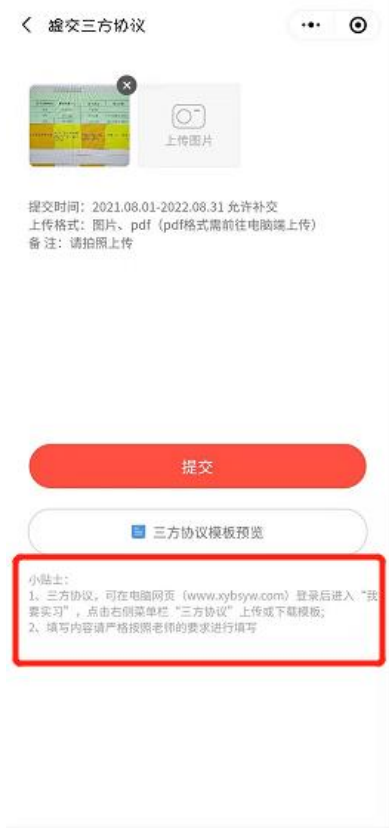 提交三方协议
上传图片
提交时间：2021.08.01-2022.08.31 允许补交
上传格式：图片、pdf（pdf格式需前往电脑端上传）
备 注：请拍照上传
提交
三方协议模板预览
小贴士：
1、三方协议，可在电脑网页（www.xybsyw.com）登录后进入“我
要实习”，点击右侧菜单栏“三方协议”上传或下载模板;
2、填写内容请严格按照老师的要求进行填写